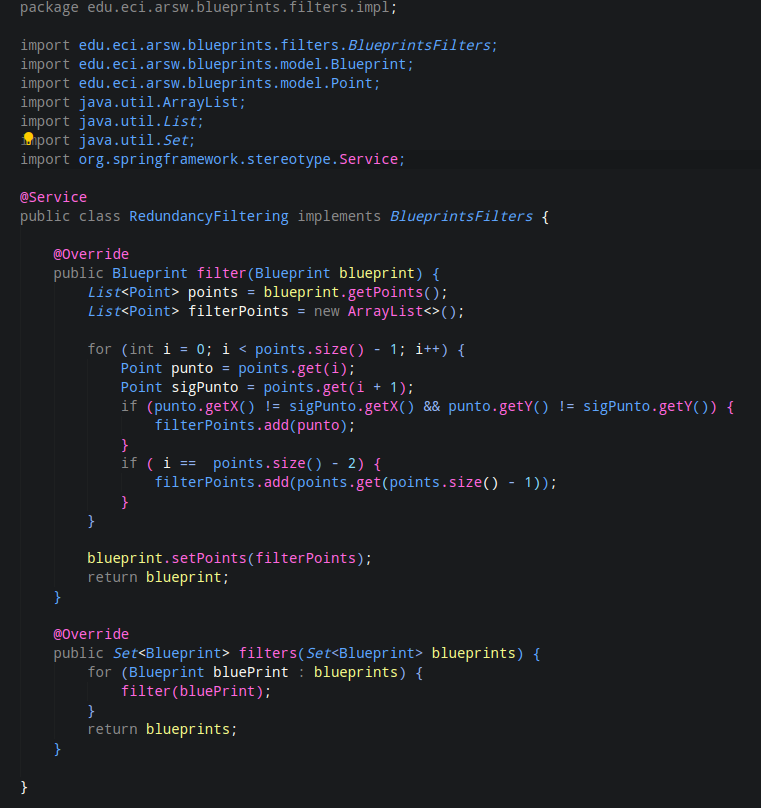 package edu.eci.arsw.blueprints.filters.impl;

import edu.eci.arsw.blueprints.filters.BlueprintsFilters;
import edu.eci.arsw.blueprints.model.Blueprint;
import edu.eci.arsw.blueprints.model.Point;
import java.util.ArrayList;
import java.util.List;
import java.util.Set;
import org.springframework.stereotype.Service;

@Service
public class RedundancyFiltering implements BlueprintsFilters {

    @Override
    public Blueprint filter(Blueprint blueprint) {
        List<Point> points = blueprint.getPoints();
        List<Point> filterPoints = new ArrayList<>();

        for (int i = 0; i < points.size() - 1; i++) {
            Point punto = points.get(i);
            Point sigPunto = points.get(i + 1);
            if (punto.getX() != sigPunto.getX() && punto.getY() != sigPunto.getY()) {
                filterPoints.add(punto);
            }
            if ( i ==  points.size() - 2) {
                filterPoints.add(points.get(points.size() - 1));
            }
        }

        blueprint.setPoints(filterPoints);
        return blueprint;
    }

    @Override
    public Set<Blueprint> filters(Set<Blueprint> blueprints) {
        for (Blueprint bluePrint : blueprints) {
            filter(bluePrint);
        }
        return blueprints;
    }

}